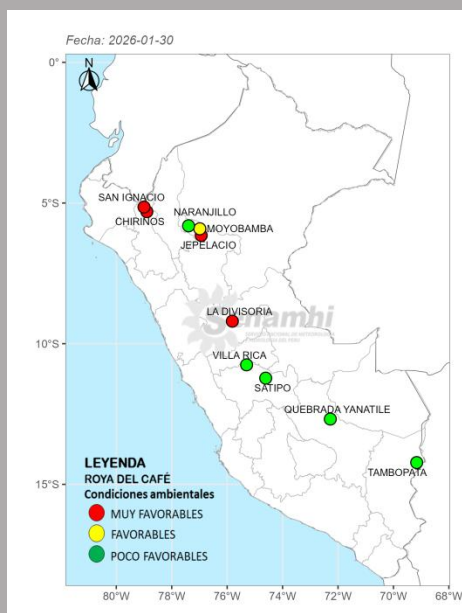 Fecha: 2026-01-30
N
0°
SAN IGNACIO
5°S
CHIRINOS
NARANJILLO
MOYOBAMBA
JEPELACIO
LA DIVISORIA
Senamhi
10°S
VILLA RICA
SATIPO
QUEBRADA YANATILE
TAMBOPATA
15°S
LEYENDA
ROYA DEL CAFÉ
Condiciones ambientales
MUY FAVORABLES
FAVORABLES
POCO FAVORABLES
80°W 78°W 76°W 74°W 72°W 70°W 68°W